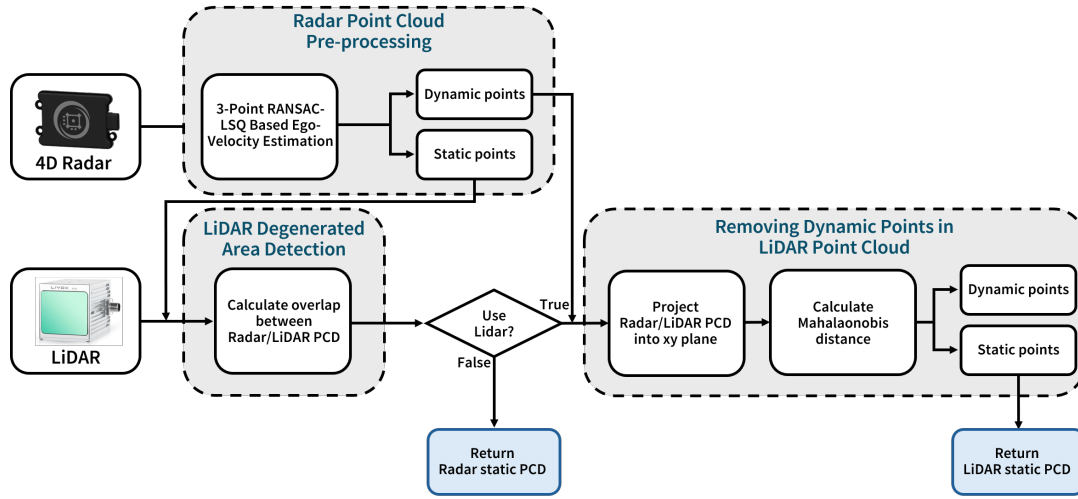 Radar Point Cloud
Pre-processing
4D Radar
3-Point RANSAC-
LSQ Based Ego-
Velocity Estimation
Dynamic points
Static points
LiDAR Degenerated
Area Detection
LiDAR
Calculate overlap
between
Radar/LiDAR PCD
Use
Lidar?
True
False
Return
Radar static PCD
Removing Dynamic Points in
LiDAR Point Cloud
Project
Radar/LiDAR PCD
into xy plane
Calculate
Mahalaonobis
distance
Dynamic points
Static points
Return
LiDAR static PCD